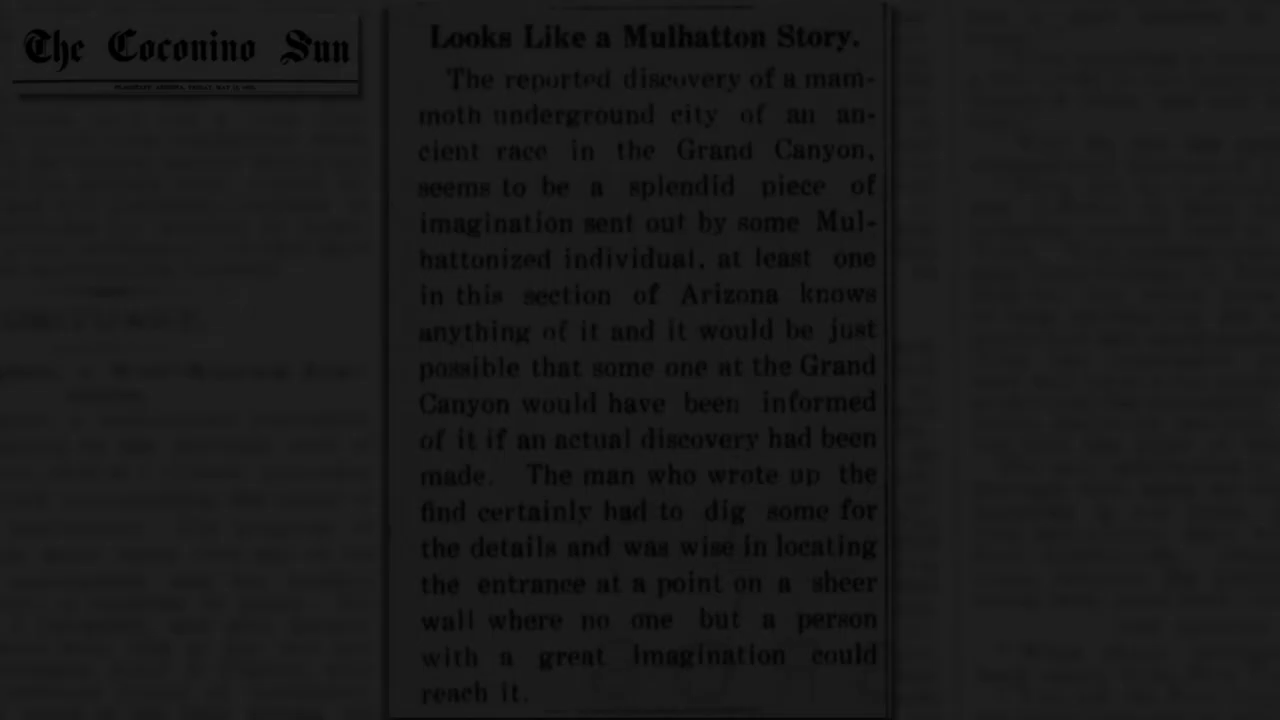 The Coconino Sun
Looks Like a Mulhatton Story.
The reported discovery of a mam-
moth underground city of an an-
cient race in the Grand Canyon,
seems to be a splendid piece of
imagination sent out by some Mul-
hattonized individual, at least one
in this section of Arizona knows
anything of it and it would be just
possible that some one at the Grand
Canyon would have been informed
of it if an actual discovery had been
made. The man who wrote up the
find certainly had to dig some for
the details and was wise in locating
the entrance at a point on a sheer
wall where no one but a person
with a great imagination could
reach it.